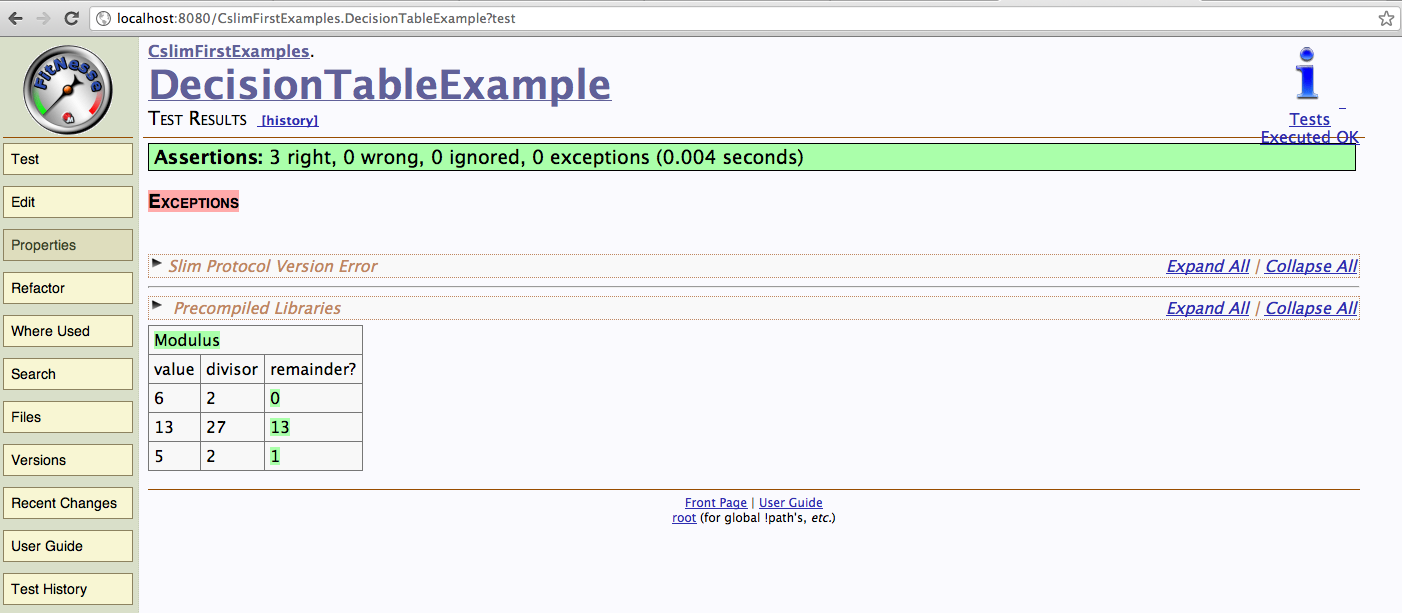 localhost:8080/CslimFirstExamples.DecisionTableExample?test
FitNesse
CslimFirstExamples.
DecisionTableExample
Test Results [history]
Tests
Executed OK
Assertions: 3 right, 0 wrong, 0 ignored, 0 exceptions (0.004 seconds)
Exceptions
Slim Protocol Version Error Expand All | Collapse All
Precompiled Libraries Expand All | Collapse All
Modulus
value divisor remainder?
6 2 0
13 27 13
5 2 1
Front Page | User Guide
root (for global !path's, etc.)
Test
Edit
Properties
Refactor
Where Used
Search
Files
Versions
Recent Changes
User Guide
Test History